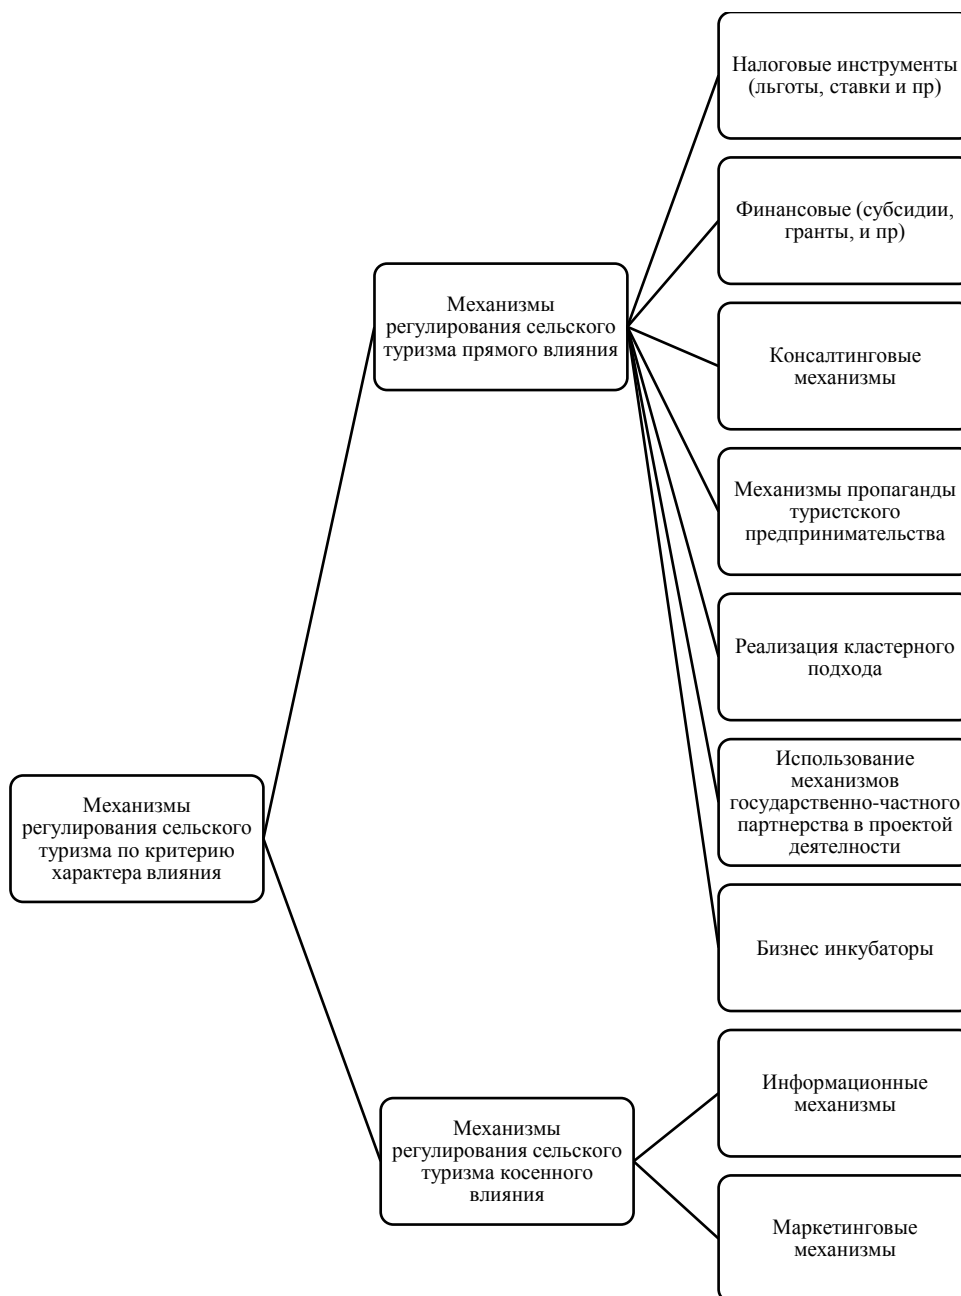 Налоговые инструменты
(льготы, ставки и пр)
Финансовые (субсидии,
гранты, и пр)
Механизмы
регулирования сельского
туризма прямого влияния
Консалтинговые
механизмы
Механизмы пропаганды
туристского
предпринимательства
Реализация кластерного
подхода
Использование
механизмов
государственно-частного
партнерства в проектой
деятелности
Механизмы
регулирования сельского
туризма по критерию
характера влияния
Бизнес инкубаторы
Информационные
механизмы
Механизмы
регулирования сельского
туризма косенного
влияния
Маркетинговые
механизмы